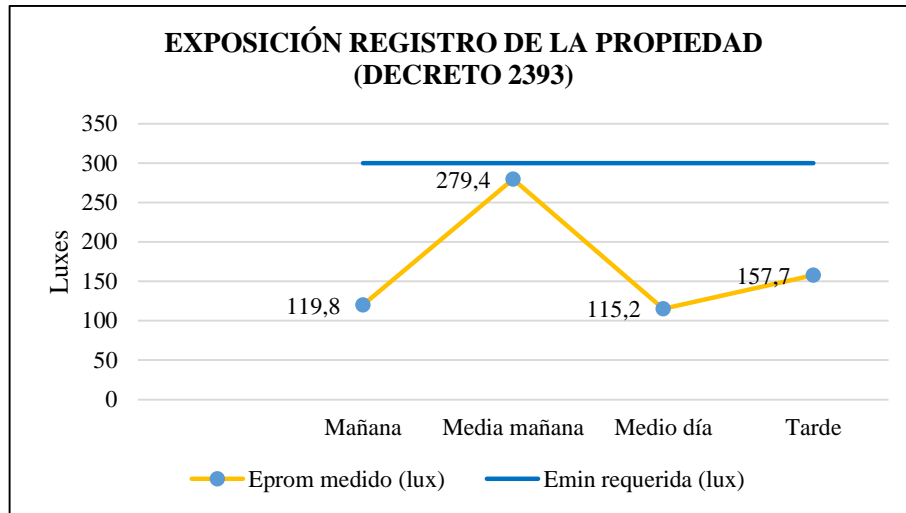 EXPOSICIÓN REGISTRO DE LA PROPIEDAD
(DECRETO 2393)
Luxes
350
300
250
200
150
100
50
0
279,4
119,8
115,2
157,7
Mañana Media mañana Medio día Tarde
Eprom medido (lux) Emin requerida (lux)